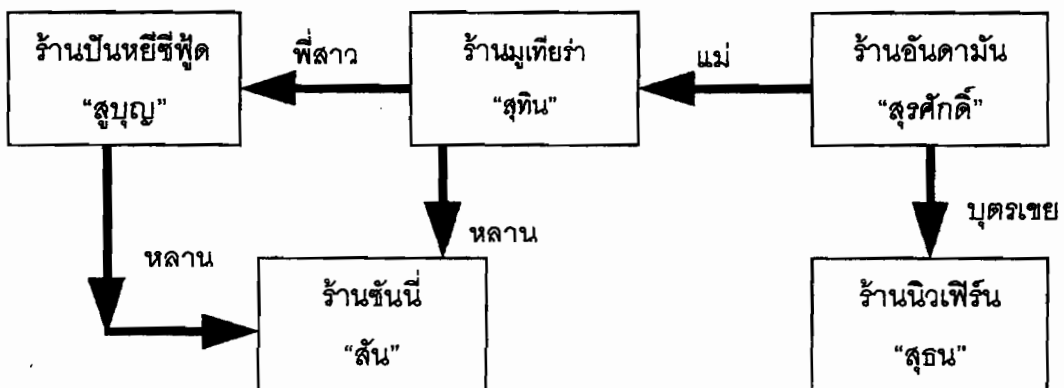 ร้านปันหยีซีฟู้ด
“สูบุญ”
พี่สาว
ร้านมูเทียร่า
“สุทิน”
แม่
ร้านอันดามัน
“สุรศักดิ์”
หลาน
หลาน
บุตรเขย
ร้านซันนี่
“สัน”
ร้านนิวเฟิร์น
“สุธน”